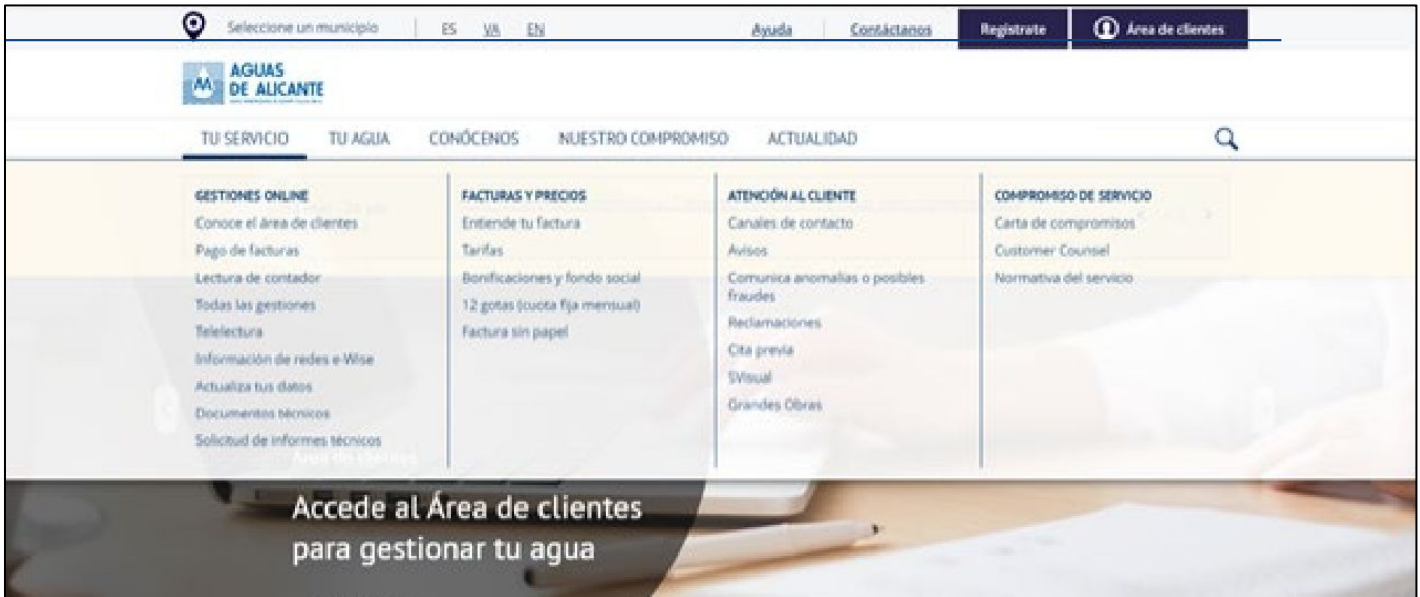 Seleccione un municipio ES VA EN Ayuda Contáctanos Regístrate Área de clientes
AGUAS
DE ALICANTE
TU SERVICIO TU AGUA CONÓCENOS NUESTRO COMPROMISO ACTUALIDAD
GESTIONES ONLINE
Conoce el área de clientes
Pago de facturas
Lectura de contador
Todas las gestiones
Telelectura
Información de redes e-Wise
Actualiza tus datos
Documentos técnicos
Solicitud de informes técnicos
FACTURAS Y PRECIOS
Entiende tu factura
Tarifas
Bonificaciones y fondo social
12 gotas (cuota fija mensual)
Factura sin papel
ATENCIÓN AL CLIENTE
Canales de contacto
Avisos
Comunica anomalías o posibles
fraudes
Reclamaciones
Cita previa
SVisual
Grandes Obras
COMPROMISO DE SERVICIO
Carta de compromisos
Customer Counsel
Normativa del servicio
Área de clientes
Accede al Área de clientes
para gestionar tu agua